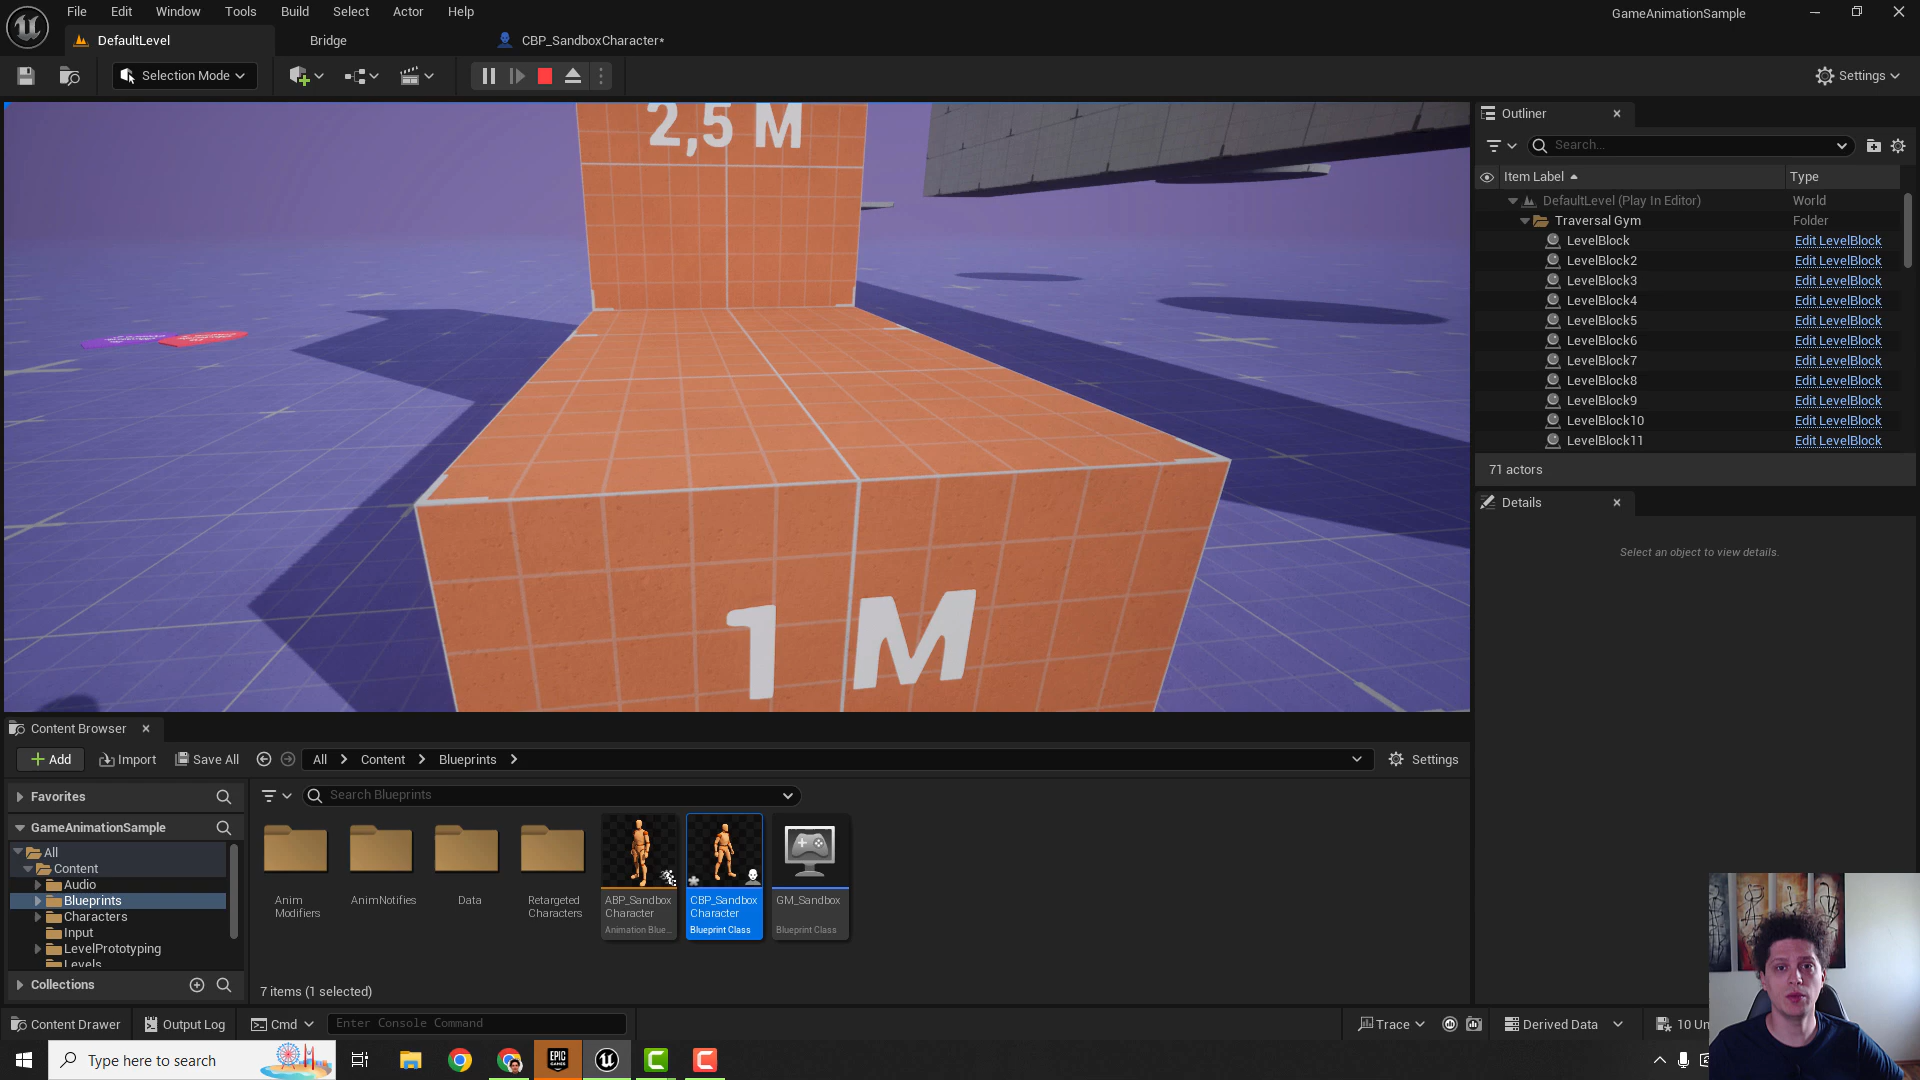 File Edit Window Tools Build Select Actor Help
GameAnimationSample
DefaultLevel
Bridge
CBP_SandboxCharacter*
Selection Mode
Settings
2,5 M
1 M
Outliner
Search...
Item Label
Type
DefaultLevel (Play In Editor) World
Traversal Gym Folder
LevelBlock Edit LevelBlock
LevelBlock2 Edit LevelBlock
LevelBlock3 Edit LevelBlock
LevelBlock4 Edit LevelBlock
LevelBlock5 Edit LevelBlock
LevelBlock6 Edit LevelBlock
LevelBlock7 Edit LevelBlock
LevelBlock8 Edit LevelBlock
LevelBlock9 Edit LevelBlock
LevelBlock10 Edit LevelBlock
LevelBlock11 Edit LevelBlock
71 actors
Details
Select an object to view details.
Content Browser
Add Import Save All All Content Blueprints Settings
Favorites
GameAnimationSample
All
Content
Audio
Blueprints
Characters
Input
LevelPrototyping
Levels
Collections
Search Blueprints
Anim
Modifiers
AnimNotifies
Data
Retargeted
Characters
ABP_Sandbox
Character
Animation Blue...
CBP_Sandbox
Character
Blueprint Class
GM_Sandbox
Blueprint Class
7 items (1 selected)
Content Drawer Output Log Cmd Enter Console Command Trace Derived Data 10 Un
Type here to search
EPIC
GAMES